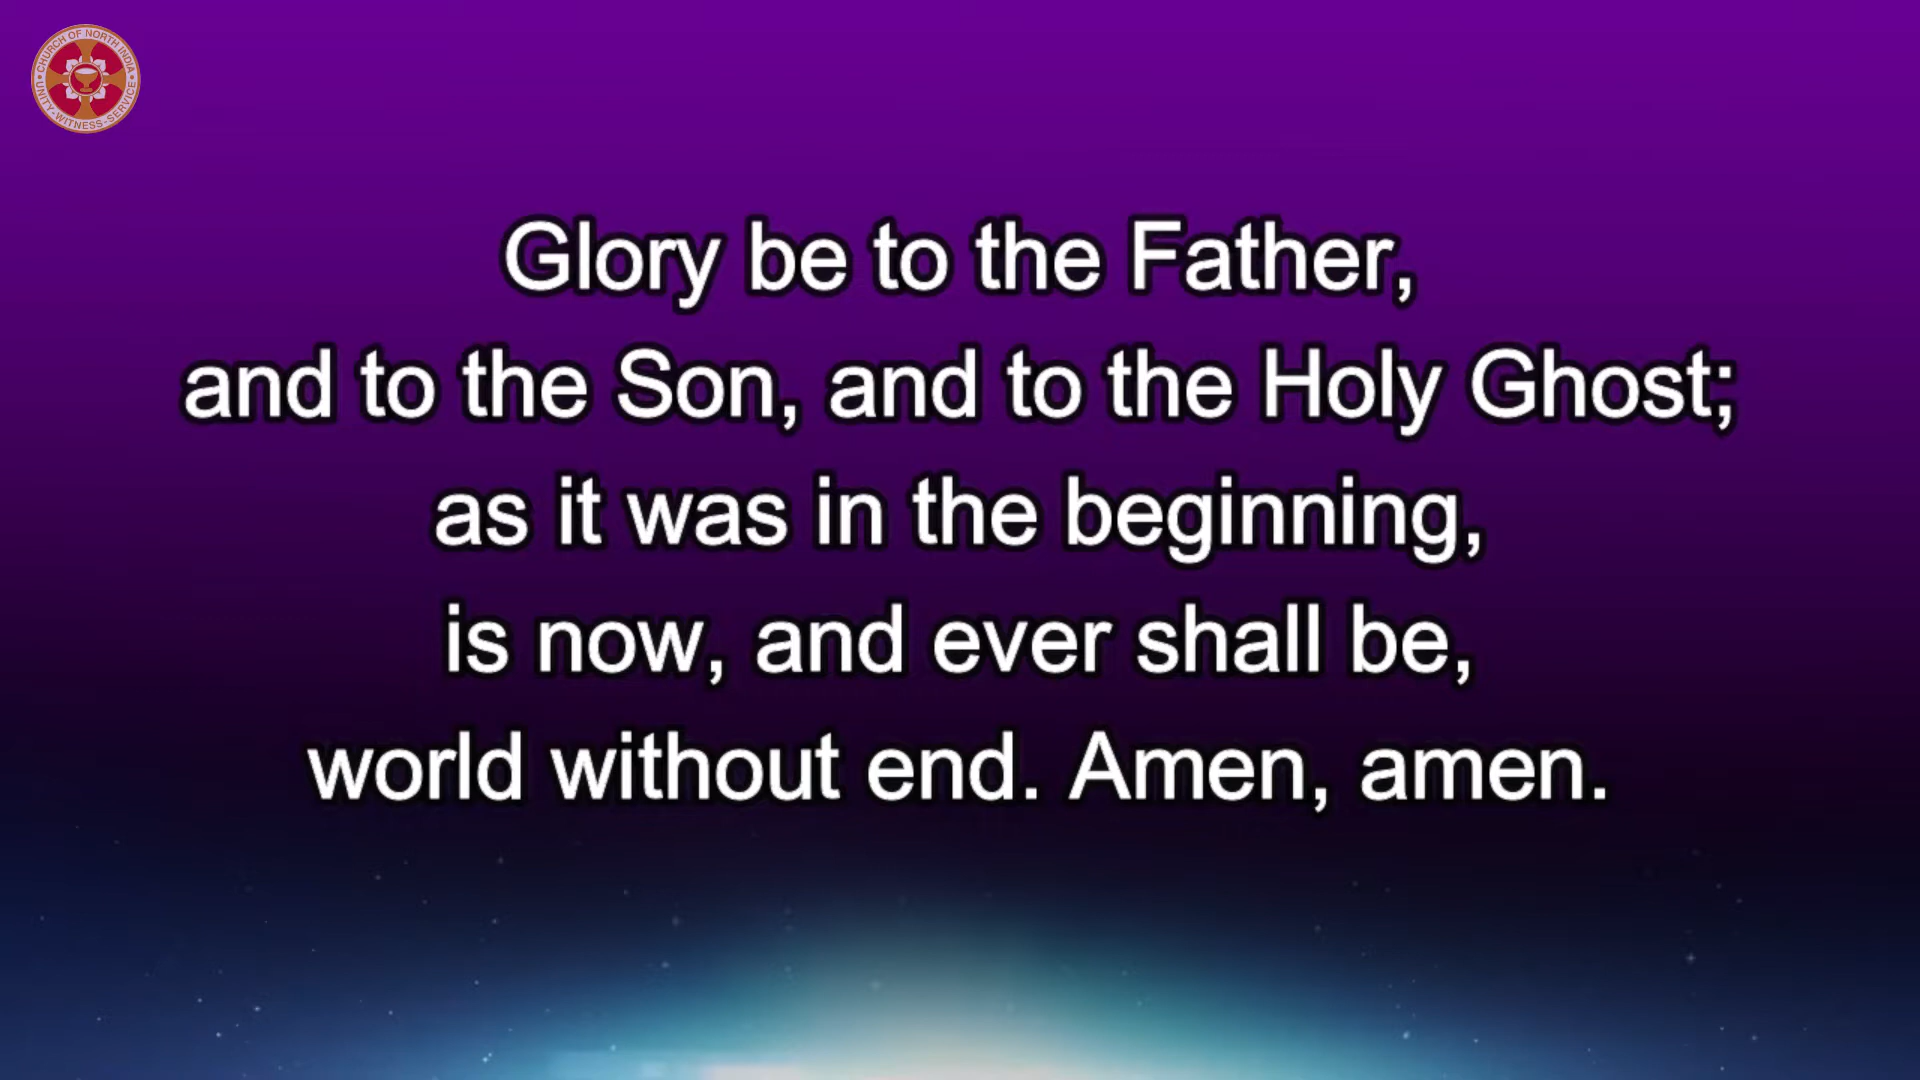 CHURCH OF NORTH INDIA
UNITY - WITNESS - SERVICE
Glory be to the Father,
and to the Son, and to the Holy Ghost;
as it was in the beginning,
is now, and ever shall be,
world without end. Amen, amen.